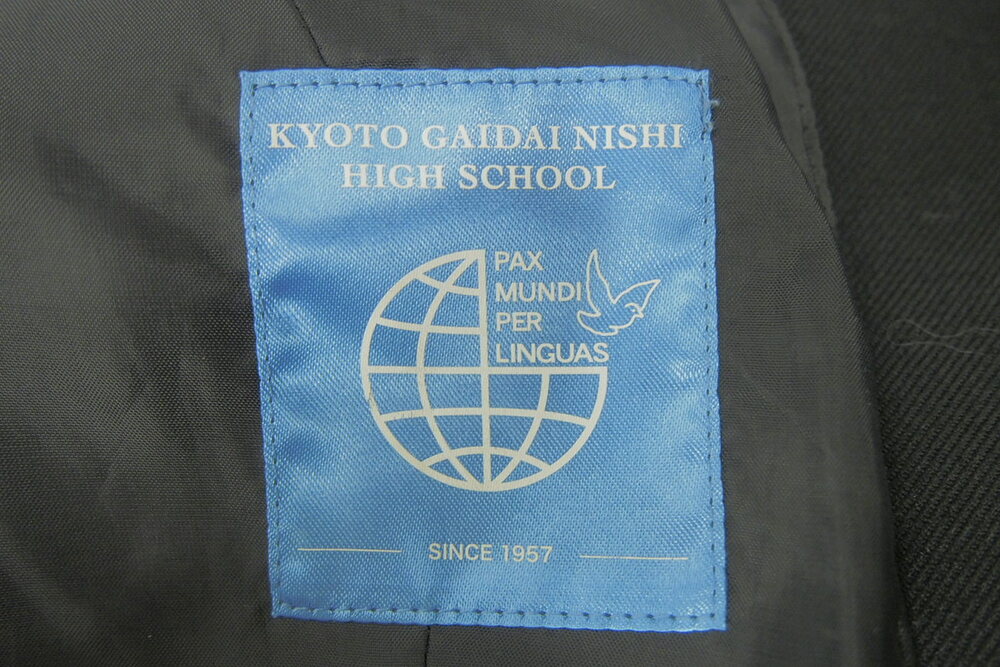 KYOTO GAIDAI NISHI
HIGH SCHOOL
PAX
MUNDI
PER
LINGUAS
SINCE 1957